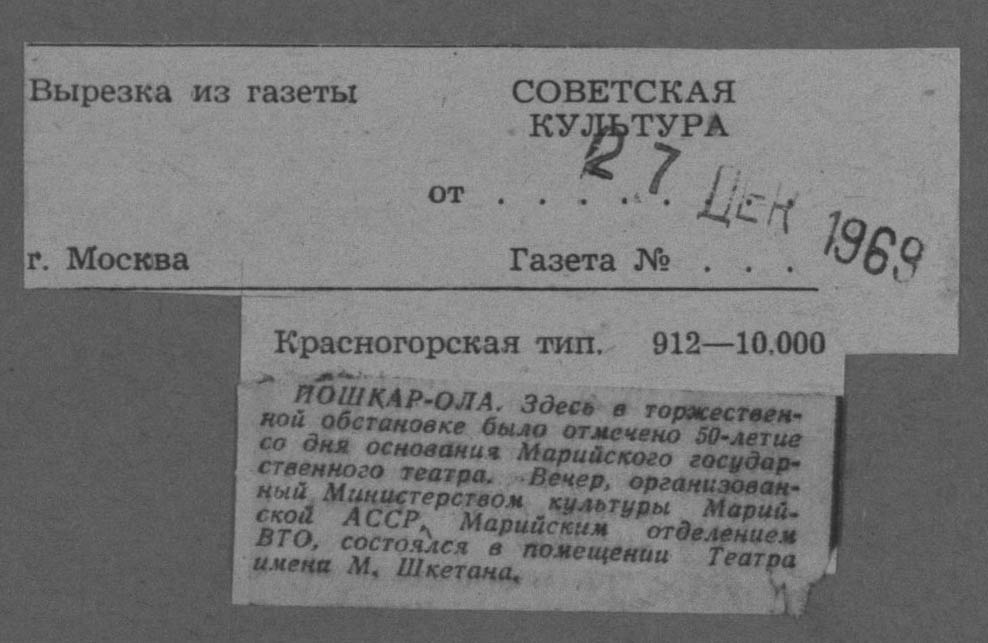 Вырезка из газеты
СОВЕТСКАЯ
КУЛЬТУРА
от . . . . . 27 ДЕК 1969
г. Москва
Газета № . . .
Красногорская тип. 912—10.000
ЙОШКАР-ОЛА. Здесь в торжествен-
ной обстановке было отмечено 50-летие
со дня основания Марийского государ-
ственного театра. Вечер, организован-
ный Министерством культуры Марий-
ской АССР, Марийским отделением
ВТО, состоялся в помещении Театра
имени М. Шкетана.